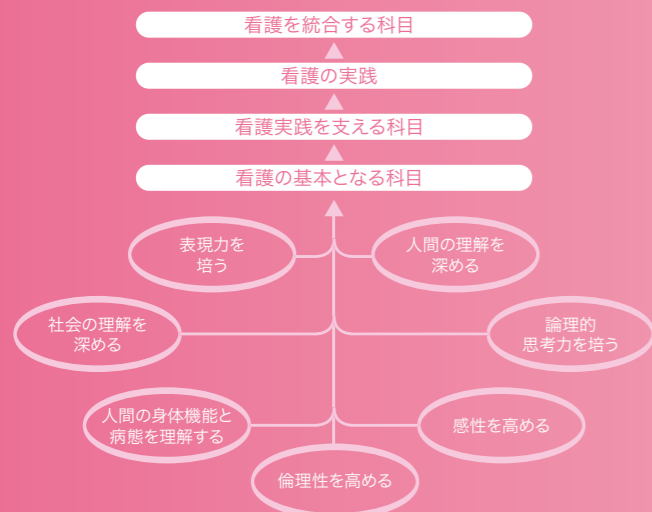 看護を統合する科目
看護の実践
看護実践を支える科目
看護の基本となる科目
表現力を
培う
人間の理解を
深める
社会の理解を
深める
論理的
思考力を培う
人間の身体機能と
病態を理解する
感性を高める
倫理性を高める